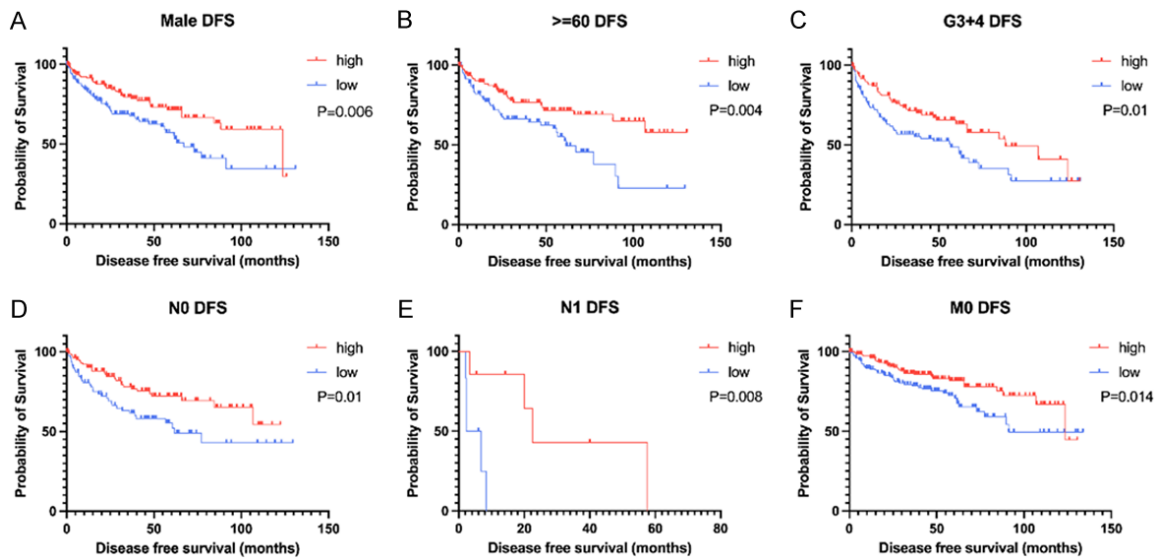 A
Male DFS
Probability of Survival
100
50
0
0
50
100
150
Disease free survival (months)
high
low
P=0.006
B
>=60 DFS
Probability of Survival
100
50
0
0
50
100
150
Disease free survival (months)
high
low
P=0.004
C
G3+4 DFS
Probability of Survival
100
50
0
0
50
100
150
Disease free survival (months)
high
low
P=0.01
D
N0 DFS
Probability of Survival
100
50
0
0
50
100
150
Disease free survival (months)
high
low
P=0.01
E
N1 DFS
Probability of Survival
100
50
0
0
20
40
60
80
Disease free survival (months)
high
low
P=0.008
F
M0 DFS
Probability of Survival
100
50
0
0
50
100
150
Disease free survival (months)
high
low
P=0.014